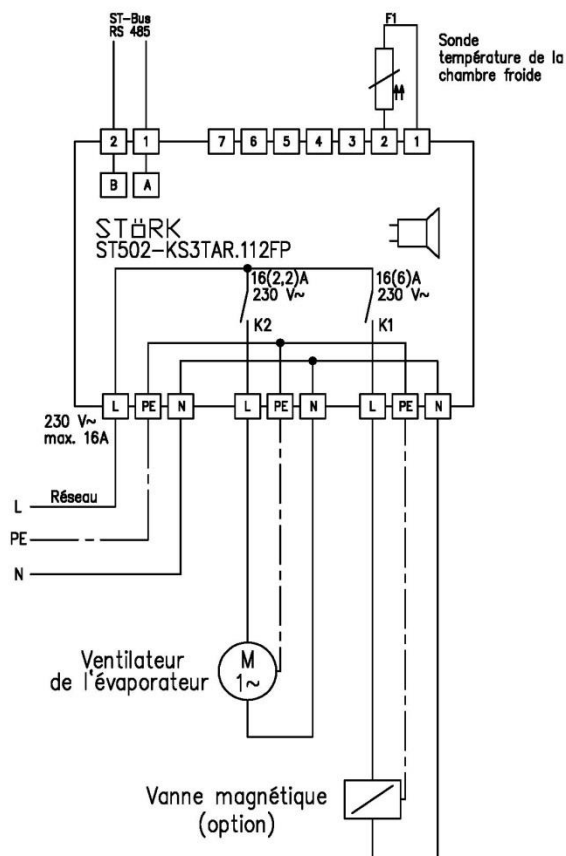 ST-Bus
RS 485
F1
Sonde
température de la
chambre froide
2 1 7 6 5 4 3 2 1
B A
STÖRK
ST502-KS3TAR.112FP
16(2,2)A
230 V~
K2
16(6)A
230 V~
K1
L PE N L PE N L PE N
230 V~
max. 16A
L Réseau
PE
N
Ventilateur
de l'évaporateur
M
1~
Vanne magnétique
(option)